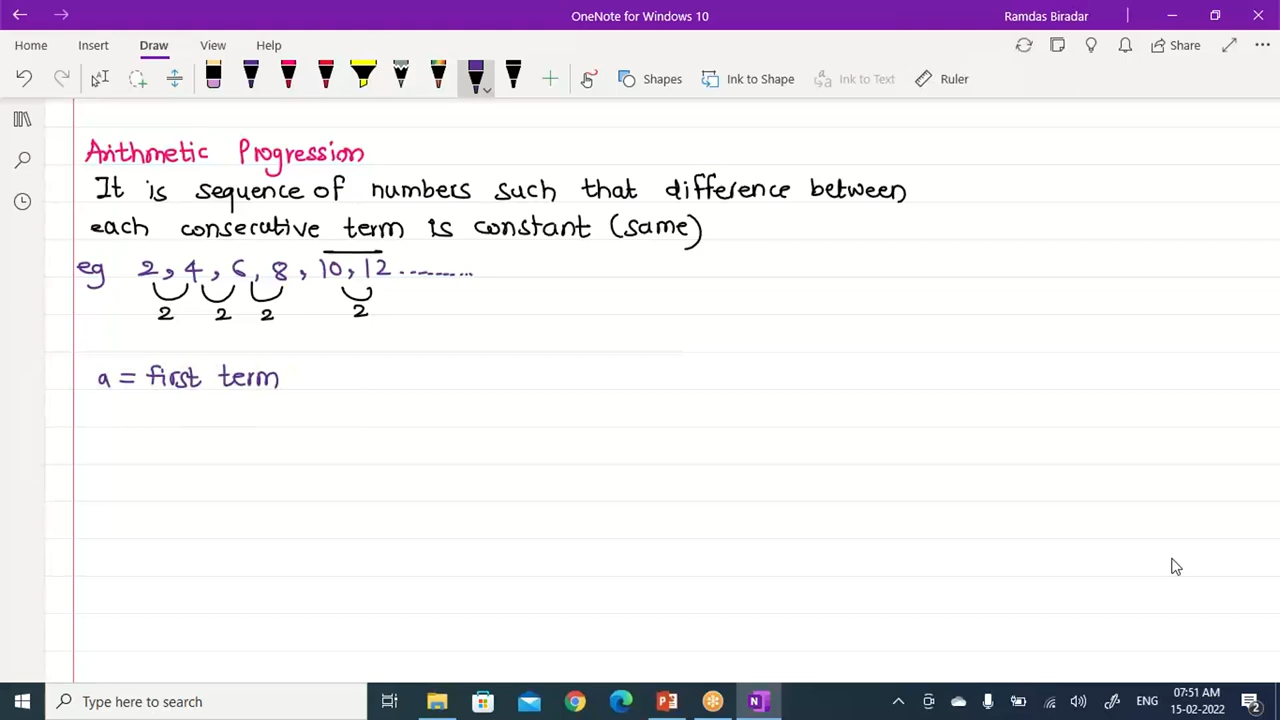 OneNote for Windows 10
Ramdas Biradar
Home Insert Draw View Help
Share
Shapes Ink to Shape Ink to Text Ruler
Arithmetic Progression
It is sequence of numbers such that difference between
each consecutive term is constant (same)
eg 2, 4, 6, 8, 10, 12 ..........
2 2 2 2
a = first term
Type here to search
ENG
07:51 AM
15-02-2022
2